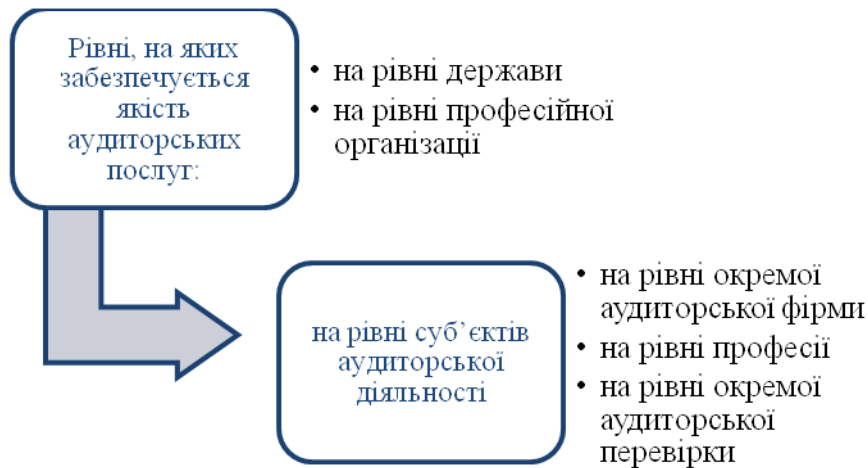 Рівні, на яких
забезпечується
якість
аудиторських
послуг:
• на рівні держави
• на рівні професійної
організації
на рівні суб’єктів
аудиторської
діяльності
• на рівні окремої
аудиторської фірми
• на рівні професії
• на рівні окремої
аудиторської
перевірки